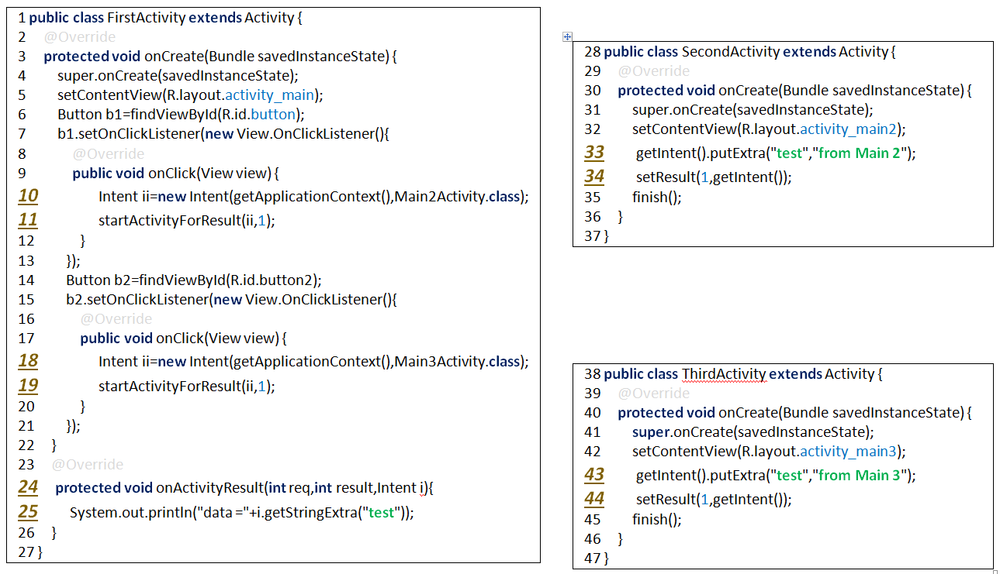 1 public class FirstActivity extends Activity {
2 @Override
3 protected void onCreate(Bundle savedInstanceState) {
4 super.onCreate(savedInstanceState);
5 setContentView(R.layout.activity_main);
6 Button b1=findViewById(R.id.button);
7 b1.setOnClickListener(new View.OnClickListener(){
8 @Override
9 public void onClick(View view) {
10 Intent ii=new Intent(getApplicationContext(),Main2Activity.class);
11 startActivityForResult(ii,1);
12 }
13 });
14 Button b2=findViewById(R.id.button2);
15 b2.setOnClickListener(new View.OnClickListener(){
16 @Override
17 public void onClick(View view) {
18 Intent ii=new Intent(getApplicationContext(),Main3Activity.class);
19 startActivityForResult(ii,1);
20 }
21 });
22 }
23 @Override
24 protected void onActivityResult(int req,int result,Intent i){
25 System.out.println("data ="+i.getStringExtra("test"));
26 }
27 }
28 public class SecondActivity extends Activity {
29 @Override
30 protected void onCreate(Bundle savedInstanceState) {
31 super.onCreate(savedInstanceState);
32 setContentView(R.layout.activity_main2);
33 getIntent().putExtra("test","from Main 2");
34 setResult(1,getIntent());
35 finish();
36 }
37 }
38 public class ThirdActivity extends Activity {
39 @Override
40 protected void onCreate(Bundle savedInstanceState) {
41 super.onCreate(savedInstanceState);
42 setContentView(R.layout.activity_main3);
43 getIntent().putExtra("test","from Main 3");
44 setResult(1,getIntent());
45 finish();
46 }
47 }